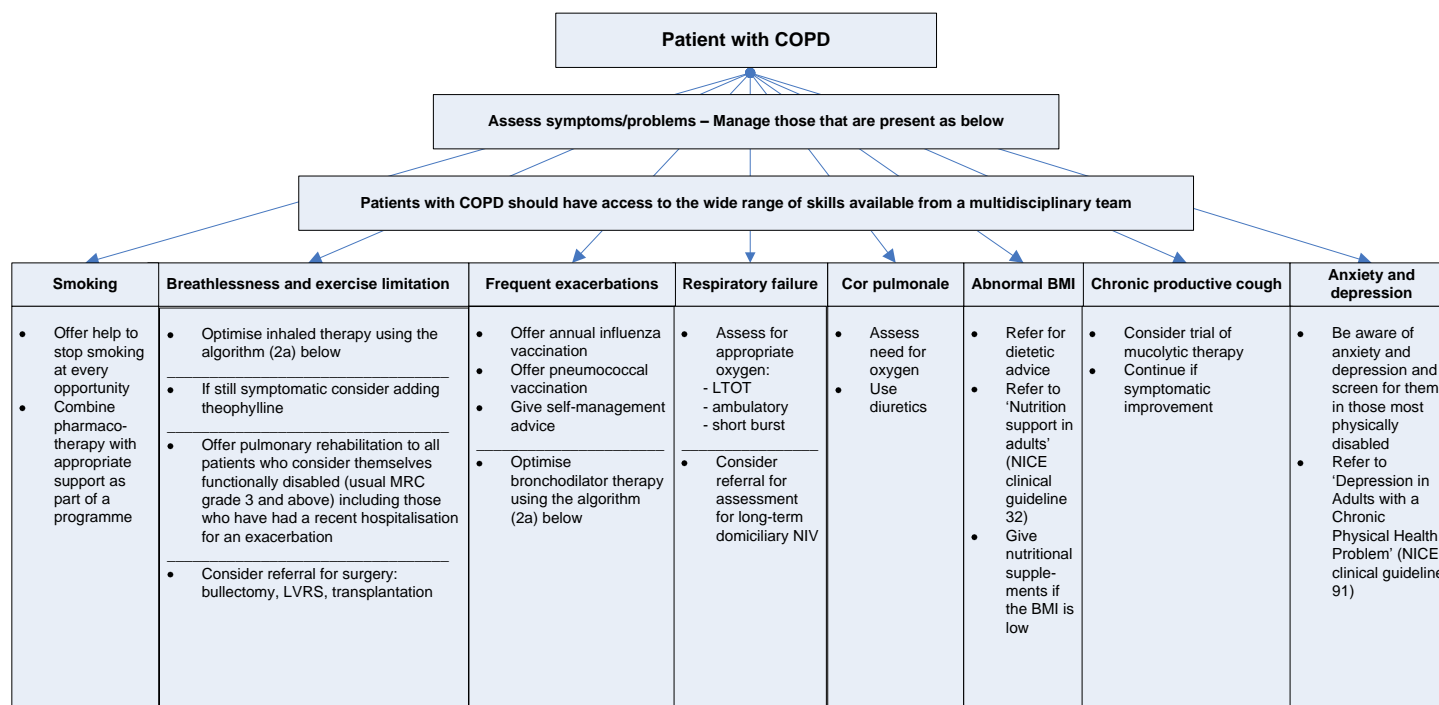 Patient with COPD
Assess symptoms/problems – Manage those that are present as below
Patients with COPD should have access to the wide range of skills available from a multidisciplinary team
Smoking
● Offer help to
stop smoking
at every
opportunity
● Combine
pharmaco-
therapy with
appropriate
support as
part of a
programme
Breathlessness and exercise limitation
● Optimise inhaled therapy using the
algorithm (2a) below
● If still symptomatic consider adding
theophylline
● Offer pulmonary rehabilitation to all
patients who consider themselves
functionally disabled (usual MRC
grade 3 and above) including those
who have had a recent hospitalisation
for an exacerbation
● Consider referral for surgery:
bullectomy, LVRS, transplantation
Frequent exacerbations
● Offer annual influenza
vaccination
● Offer pneumococcal
vaccination
● Give self-management
advice
● Optimise
bronchodilator therapy
using the algorithm
(2a) below
Respiratory failure
● Assess for
appropriate
oxygen:
- LTOT
- ambulatory
- short burst
● Consider
referral for
assessment
for long-term
domiciliary NIV
Cor pulmonale
● Assess
need for
oxygen
● Use
diuretics
Abnormal BMI
● Refer for
dietetic
advice
● Refer to
‘Nutrition
support in
adults’
(NICE
clinical
guideline
32)
● Give
nutritional
supple-
ments if
the BMI is
low
Chronic productive cough
● Consider trial of
mucolytic therapy
● Continue if
symptomatic
improvement
Anxiety and
depression
● Be aware of
anxiety and
depression and
screen for them
in those most
physically
disabled
● Refer to
‘Depression in
Adults with a
Chronic
Physical Health
Problem’ (NICE
clinical guideline
91)